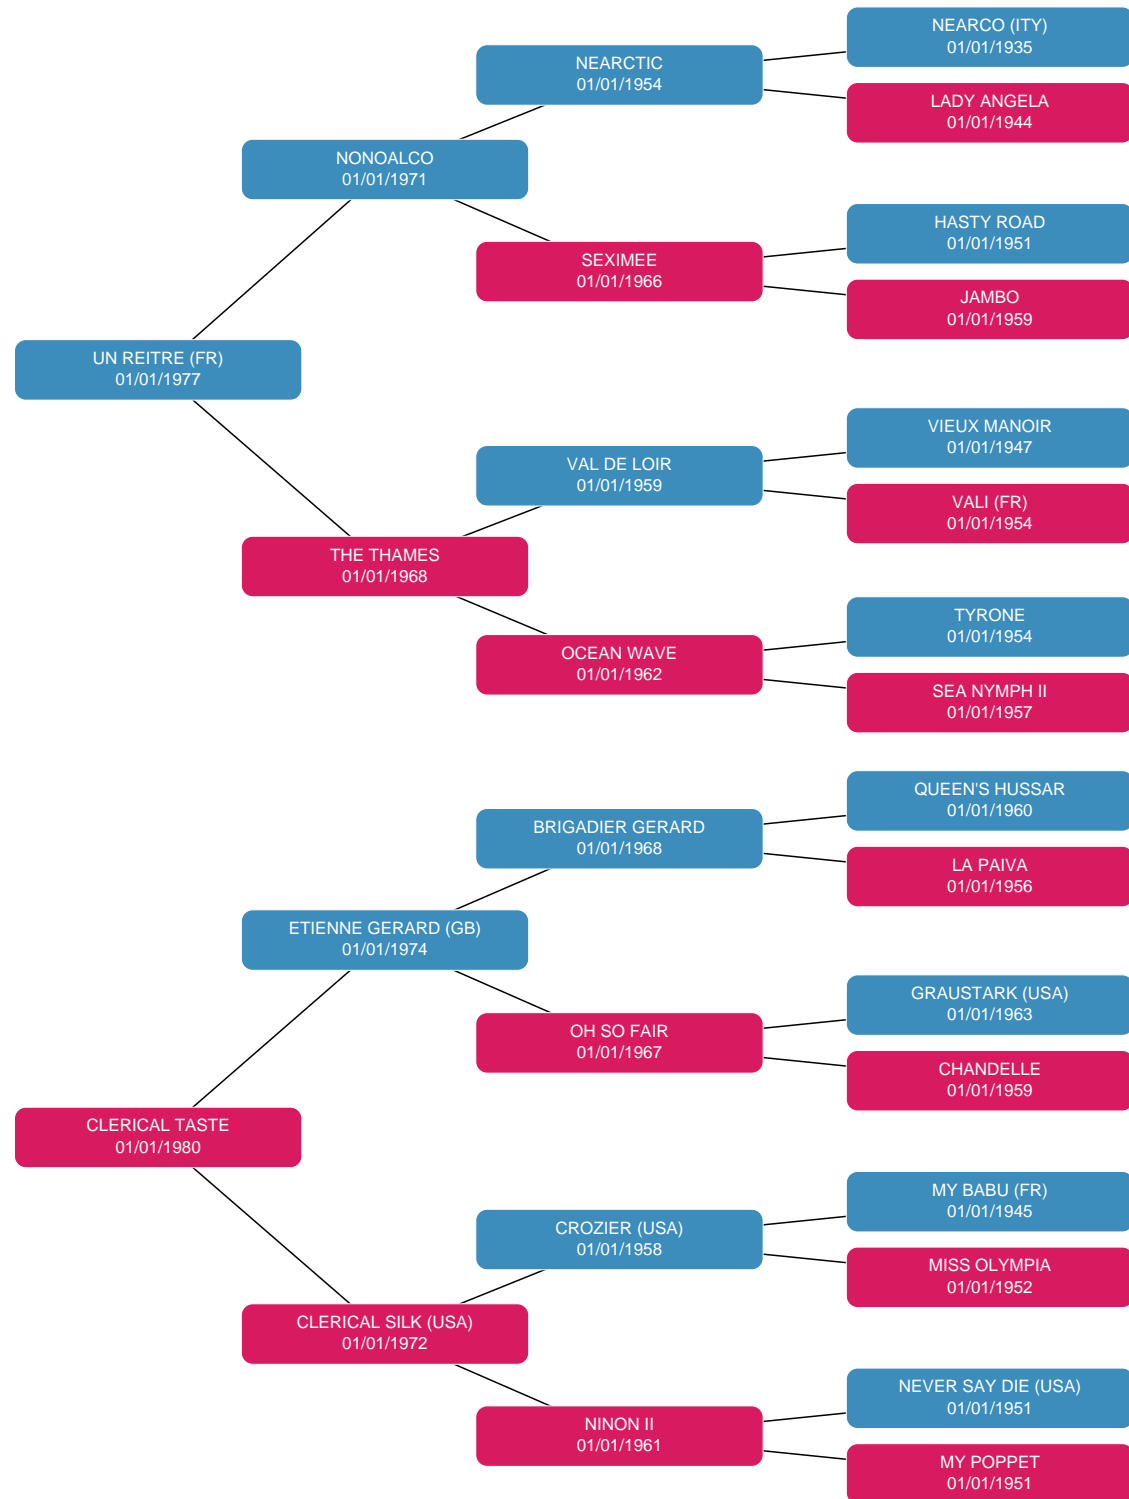 NEARCO (ITY)
01/01/1935
NEARCTIC
01/01/1954
LADY ANGELA
01/01/1944
NONOALCO
01/01/1971
HASTY ROAD
01/01/1951
SEXIMEE
01/01/1966
JAMBO
01/01/1959
UN REITRE (FR)
01/01/1977
VIEUX MANOIR
01/01/1947
VAL DE LOIR
01/01/1959
VALI (FR)
01/01/1954
THE THAMES
01/01/1968
TYRONE
01/01/1954
OCEAN WAVE
01/01/1962
SEA NYMPH II
01/01/1957
QUEEN'S HUSSAR
01/01/1960
BRIGADIER GERARD
01/01/1968
LA PAIVA
01/01/1956
ETIENNE GERARD (GB)
01/01/1974
GRAUSTARK (USA)
01/01/1963
OH SO FAIR
01/01/1967
CHANDELLE
01/01/1959
CLERICAL TASTE
01/01/1980
MY BABU (FR)
01/01/1945
CROZIER (USA)
01/01/1958
MISS OLYMPIA
01/01/1952
CLERICAL SILK (USA)
01/01/1972
NEVER SAY DIE (USA)
01/01/1951
NINON II
01/01/1961
MY POPPET
01/01/1951